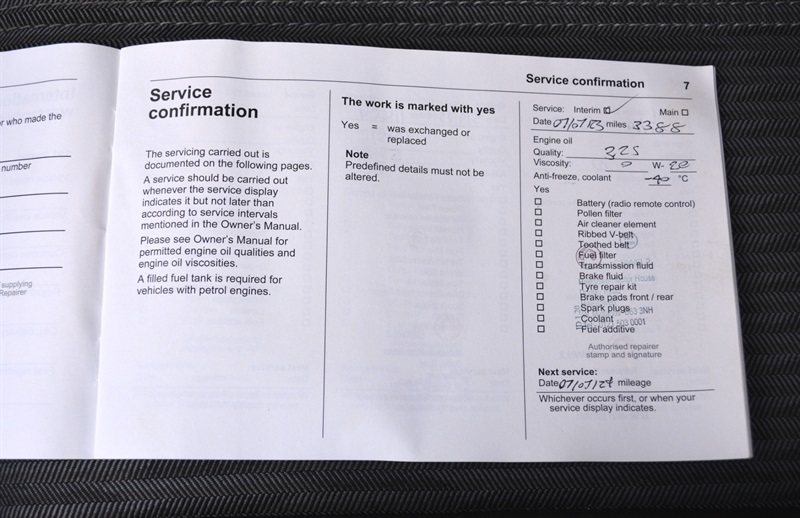 r who made the
number
supplying
Repairer
Service
confirmation
The servicing carried out is
documented on the following pages.
A service should be carried out
whenever the service display
indicates it but not later than
according to service intervals
mentioned in the Owner's Manual.
Please see Owner's Manual for
permitted engine oil qualities and
engine oil viscosities.
A filled fuel tank is required for
vehicles with petrol engines.
The work is marked with yes
Yes = was exchanged or
replaced
Note
Predefined details must not be
altered.
Service confirmation 7
Service: Interim Main
Date 07/07/23 miles 3388
Engine oil
Quality: 225
Viscosity: 0 W- 20
Anti-freeze, coolant -40 °C
Yes
Battery (radio remote control)
Pollen filter
Air cleaner element
Ribbed V-belt
Toothed belt
Fuel filter
Transmission fluid
Brake fluid
House
Tyre repair kit
Brake pads front / rear
Spark plugs 3NH
Coolant 503 0001
Fuel additive
Authorised repairer
stamp and signature
Next service:
Date 07/07/24 mileage
Whichever occurs first, or when your
service display indicates.